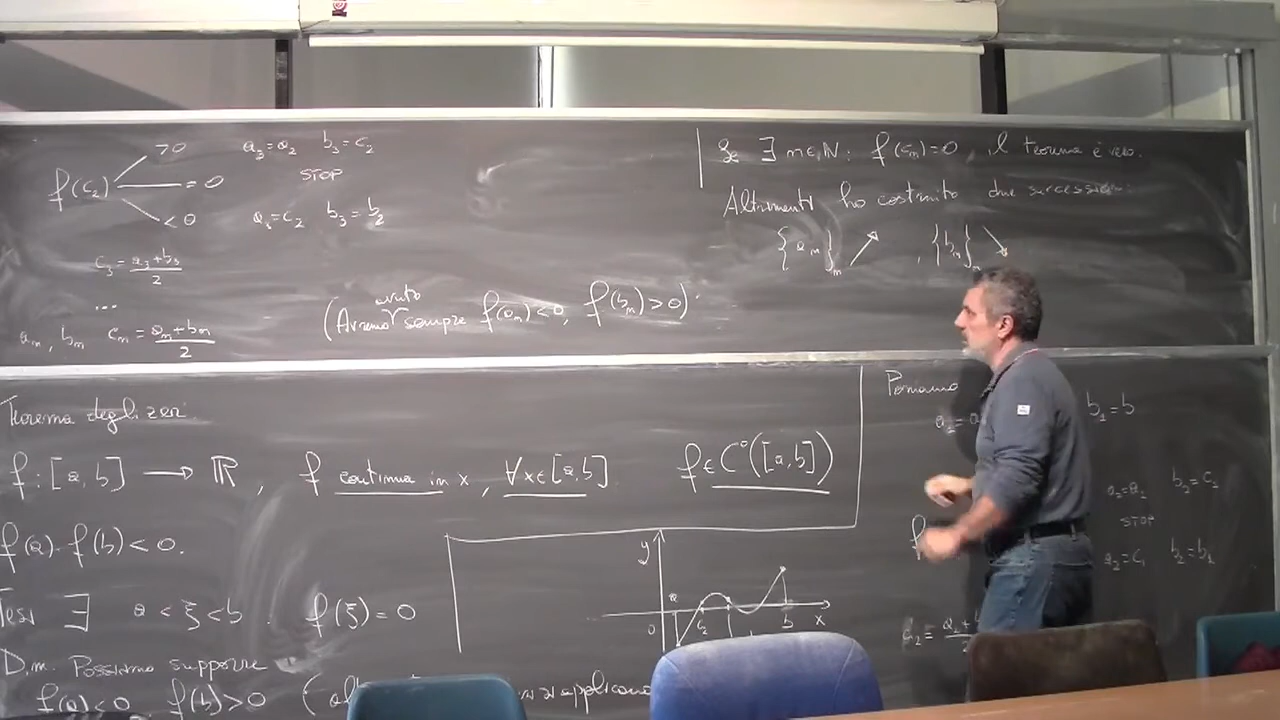 f(c₂) >0 a₃=a₂ b₃=c₂
=0 STOP
<0 a₃=c₂ b₃=b₂
c₃=(a₃+b₃)/2
...
aₙ, bₙ cₙ=(aₙ+bₙ)/2
(Avremo avuto sempre f(aₙ)<0, f(bₙ)>0).
Se ∃ n∈N: f(cₙ)=0, il teorema è vero.
Altrimenti ho costruito due successioni:
{aₙ}ₙ ↗, {bₙ}ₙ ↘
Teorema degli zeri.
f:[a,b] → ℝ, f continua in x, ∀x∈[a,b]. f∈C⁰([a,b])
f(a)·f(b)<0.
Tesi ∃ a<ξ<b : f(ξ)=0
Dim. Possiamo supporre
f(a)<0 f(b)>0 (
si applicano
y
a
0
c₂
b
x
Poniamo
b₁=b
a₂=a₁ b₂=c₁
STOP
a₂=c₁ b₂=b₁